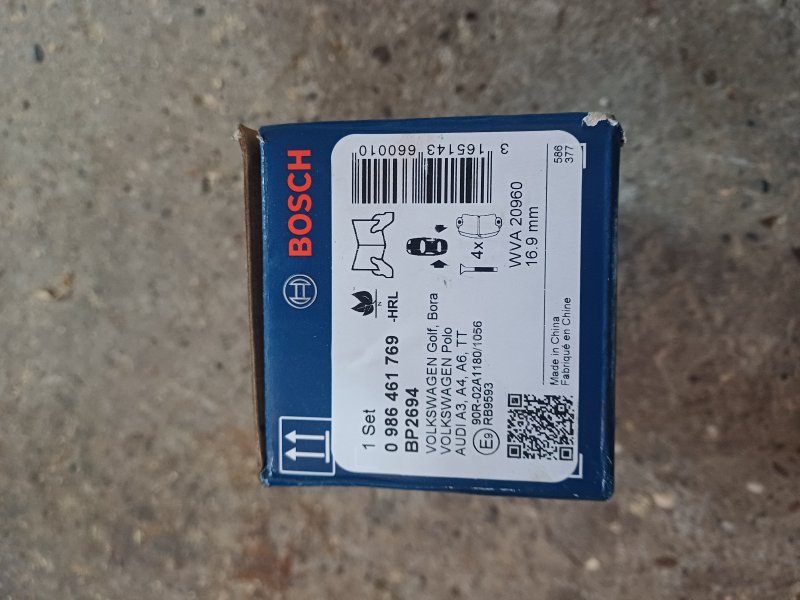 BOSCH
1 Set
0 986 461 769 -HRL
BP2694
N
VOLKSWAGEN Golf, Bora
VOLKSWAGEN Polo
AUDI A3, A4, A6, TT
E9
90R-02A1180/1056
RB9593
3 165143 660010
4x
WVA 20960
16.9 mm
Made in China
Fabriqué en Chine
586
377